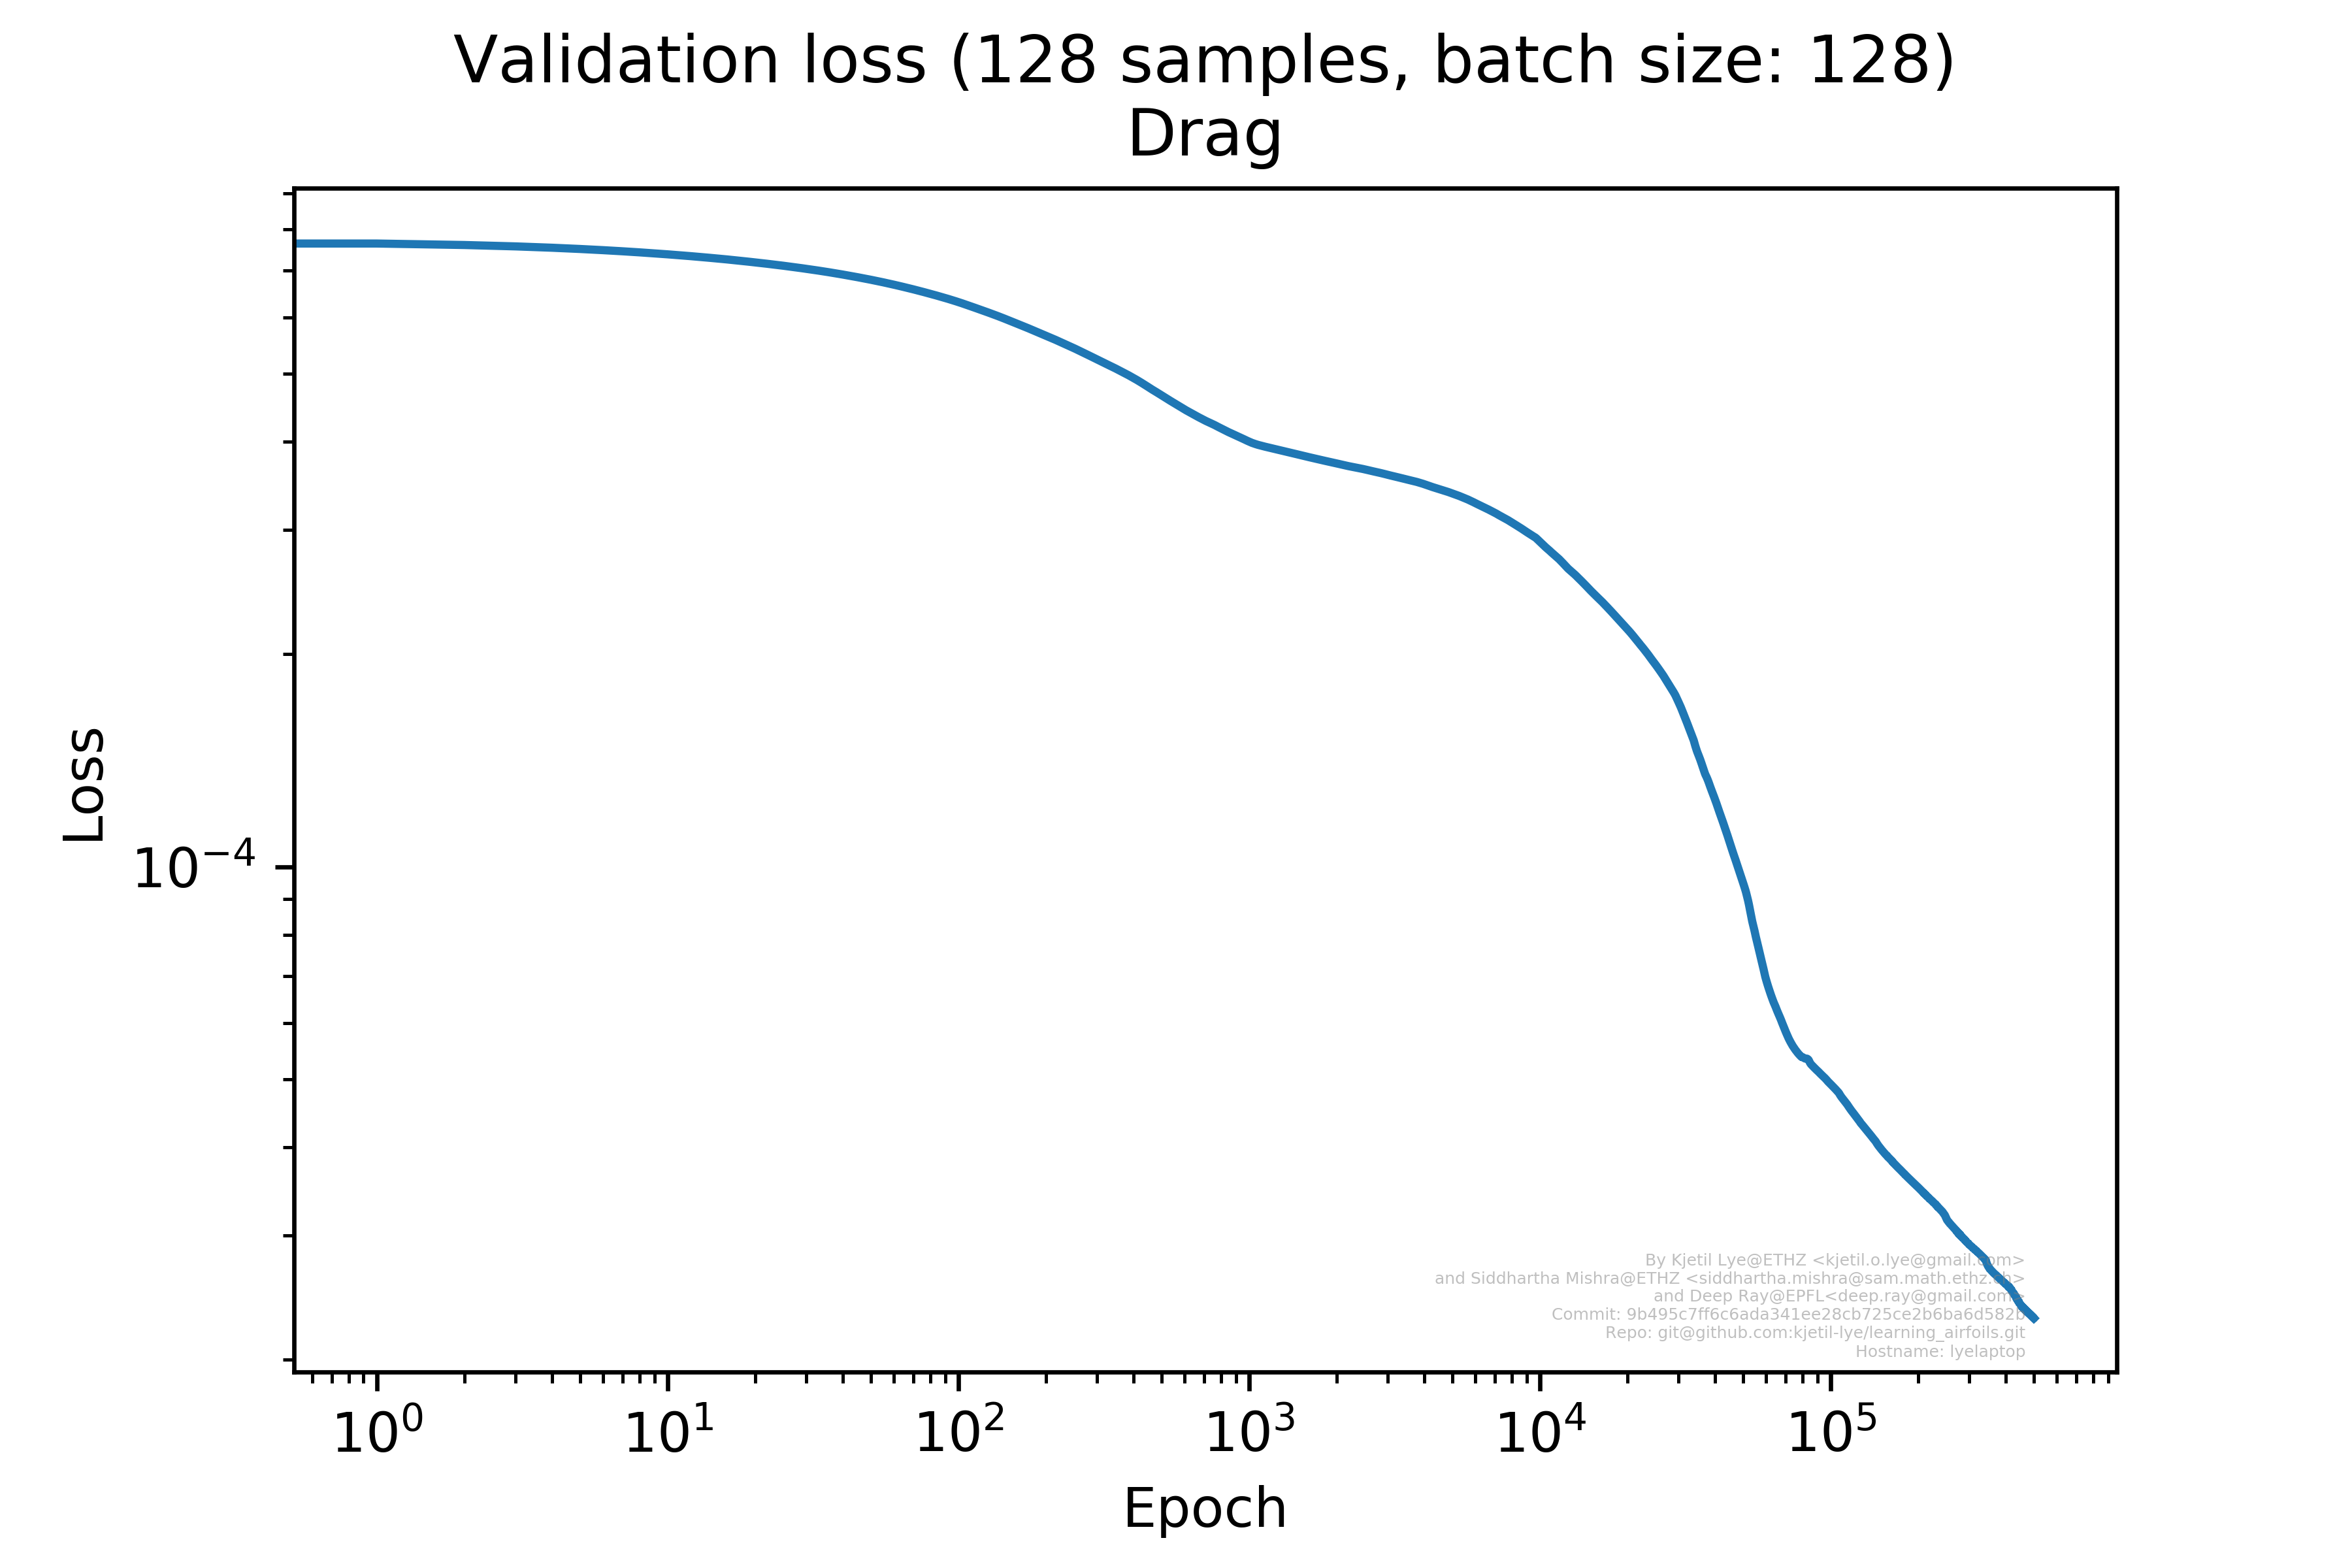 Validation loss (128 samples, batch size: 128)
Drag
Loss
10⁻⁴
10⁰ 10¹ 10² 10³ 10⁴ 10⁵
Epoch
By Kjetil Lye@ETHZ <kjetil.o.lye@gmail.com>
and Siddhartha Mishra@ETHZ <siddhartha.mishra@sam.math.ethz.ch>
and Deep Ray@EPFL<deep.ray@gmail.com>
Commit: 9b495c7ff6c6ada341ee28cb725ce2b6ba6d582b
Repo: git@github.com:kjetil-lye/learning_airfoils.git
Hostname: lyelaptop